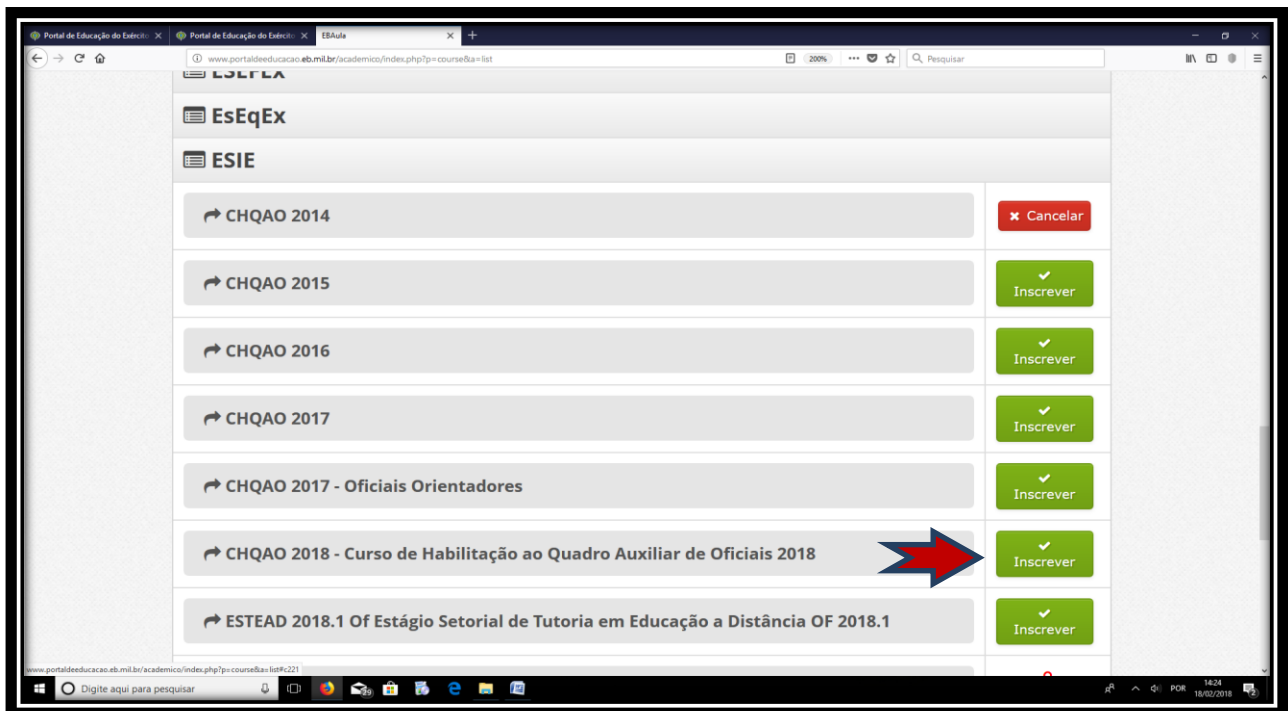 Portal de Educação do Exército
Portal de Educação do Exército
EBAula
www.portaldeeducacao.eb.mil.br/academico/index.php?p=course&a=list
200%
Pesquisar
EsEFEx
EsEqEx
ESIE
CHQAO 2014
Cancelar
CHQAO 2015
Inscrever
CHQAO 2016
Inscrever
CHQAO 2017
Inscrever
CHQAO 2017 - Oficiais Orientadores
Inscrever
CHQAO 2018 - Curso de Habilitação ao Quadro Auxiliar de Oficiais 2018
Inscrever
ESTEAD 2018.1 Of Estágio Setorial de Tutoria em Educação a Distância OF 2018.1
Inscrever
www.portaldeeducacao.eb.mil.br/academico/index.php?p=course&a=list#c221
Digite aqui para pesquisar
POR
14:24
18/02/2018